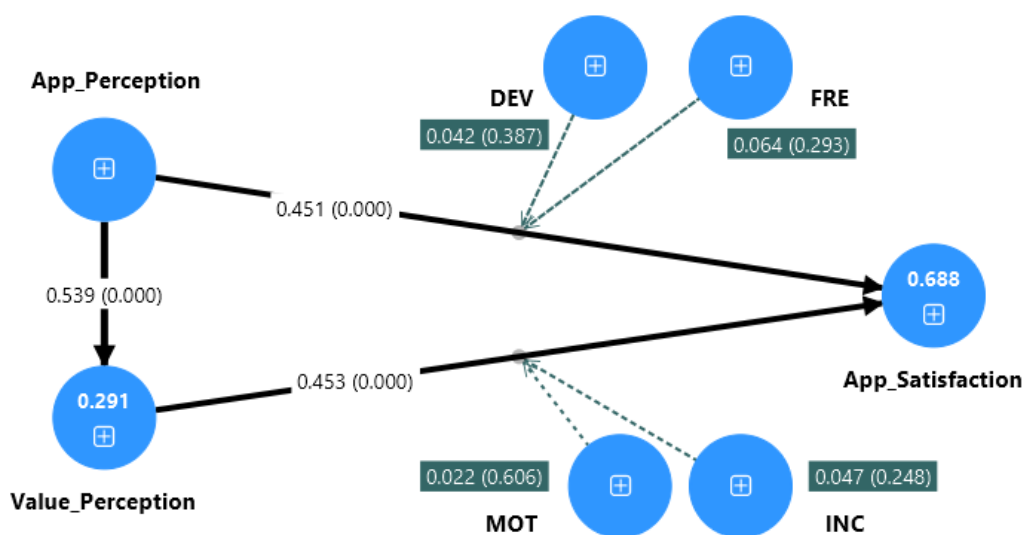 App_Perception
DEV
FRE
0.042 (0.387)
0.064 (0.293)
0.451 (0.000)
0.539 (0.000)
0.688
0.453 (0.000)
App_Satisfaction
0.291
0.022 (0.606)
0.047 (0.248)
Value_Perception
MOT
INC